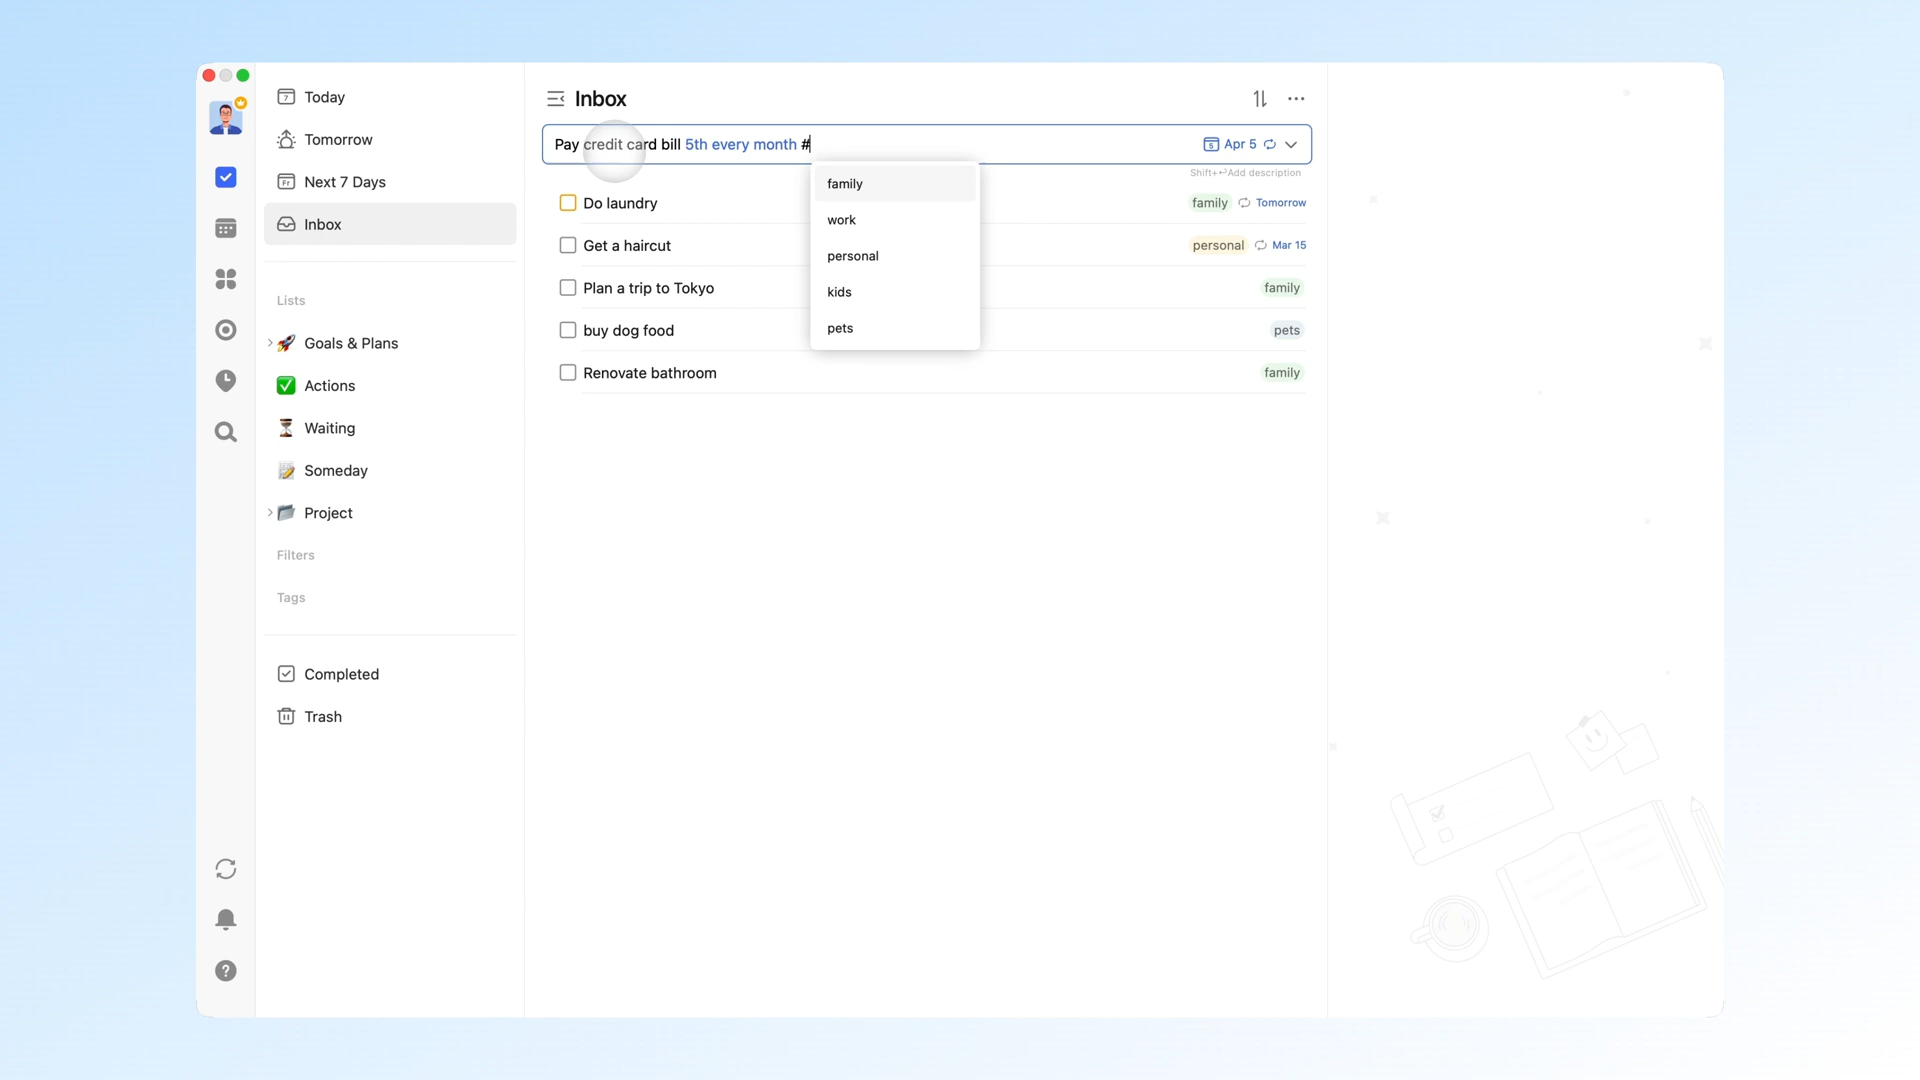 Today
Tomorrow
Next 7 Days
Inbox
Lists
Goals & Plans
Actions
Waiting
Someday
Project
Filters
Tags
Completed
Trash
Inbox
Pay credit card bill 5th every month #
Apr 5
Shift+↩Add description
family
work
personal
kids
pets
Do laundry
family
Tomorrow
Get a haircut
personal
Mar 15
Plan a trip to Tokyo
family
buy dog food
pets
Renovate bathroom
family